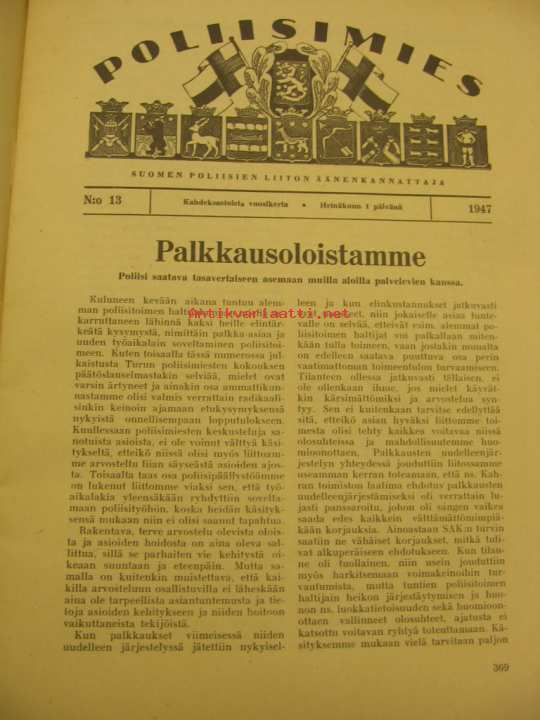 POLIISIMIES
SUOMEN POLIISIEN LIITON ÄÄNENKANNATTAJA
N:o 13
Kahdeksastoista vuosikerta • Heinäkuun 1 päivänä
1947
Palkkausoloistamme
Poliisi saatava tasavertaiseen asemaan muilla aloilla palvelevien kanssa.
Kuluneen kevään aikana tuntuu alem-
man poliisitoimen
karruttaneen lähinnä kaksi heille elintär-
keätä kysymystä, nimittäin palkka-asian ja
uuden työaikalain soveltaminen poliisitoi-
meen. Kuten toisaalla tässä numerossa jul-
kaistusta Turun poliisimiesten kokouksen
päätöslauselmastakin selviää, mielet ovat
varsin ärtyneet ja ainakin osa ammattikun-
nastamme olisi valmis verrattain radikaali-
sinkin keinoin ajamaan etukysymyksensä
nykyistä onnellisempaan lopputulokseen.
Kuullessaan poliisimiesten keskusteluja sa-
notuista asioista, ei ole voinut välttyä käsi-
tykseltä, etteikö niissä olisi myös liittoam-
me arvosteltu liian säyseästä asioiden ajos-
ta. Toisaalta taas osa poliisipäällystöämme
on lukenut liittomme viaksi sen, että työ-
aikalakia yleensäkään ryhdyttiin sovelta-
maan poliisityöhön, koska heidän käsityk-
sensä mukaan niin ei olisi saanut tapahtua.
Rakentava, terve arvostelu olevista olois-
ta ja asioiden hoidosta on aina oleva sal-
littua, sillä se parhaiten vie kehitystä oi-
keaan suuntaan ja eteenpäin. Mutta sa-
malla on kuitenkin muistettava, että kai-
killa arvosteluun osallistuvilla ei läheskään
aina ole tarpeellista asiantuntemusta ja tie-
toja asioiden kehitykseen ja niiden hoitoon
vaikuttaneista tekijöistä.
Kun palkkaukset viimeisessä niiden
uudelleen järjestelyssä jätettiin nykyisel-
leen ja kun elinkustannukset jatkuvasti
niin jokaiselle asiaa tunte-
valle on selvää, etteivät esim. alemmat po-
liisitoimen haltijat voi palkallaan miten-
kään tulla toimeen, vaan jostakin muualta
on edelleen saatava puuttuva osa perin
vaatimattoman toimeentulon turvaamiseen.
Tilanteen ollessa jatkuvasti tällaisen, ei
ole ollenkaan ihme, jos mielet käyvät-
kin kärsimättömiksi ja arvostelua syn-
tyy. Sen ei kuitenkaan tarvitse edellyttää
sitä, etteikö asian hyväksi liittomme toi-
mesta olisi tehty kaikkea voitavaa niissä
olosuhteissa ja mahdollisuutemme huo-
mioonottaen. Palkkausten uudelleenjär-
jestelyn yhteydessä jouduttiin liitossamme
useamman kerran toteamaan, että ns. Kah-
ran toimiston laatima ehdotus palkkausten
uudelleenjärjestämiseksi oli verrattain lu-
jasti panssaroitu, johon oli sangen vaikea
saada edes kaikkein välttämättömimpiä-
kään korjauksia. Ainoastaan SAK:n turvin
saatiin ne vähäiset korjaukset, mitkä tuli-
vat alkuperäiseen ehdotukseen. Kun tilan-
ne oli tuollainen, niin usein jouduttiin
myös harkitsemaan voimakeinoihin tur-
vautumista, mutta tuntien poliisitoimen
haltijain heikon järjestäytymisen ja huo-
non ns. luokkatietoisuuden sekä huomioon-
ottaen vallinneet olosuhteet, ajatusta ei
katsottu voitavan ryhtyä toteuttamaan. Kä-
sityksemme mukaan vielä tarvitaan paljon
369
Antikvariaatti.net